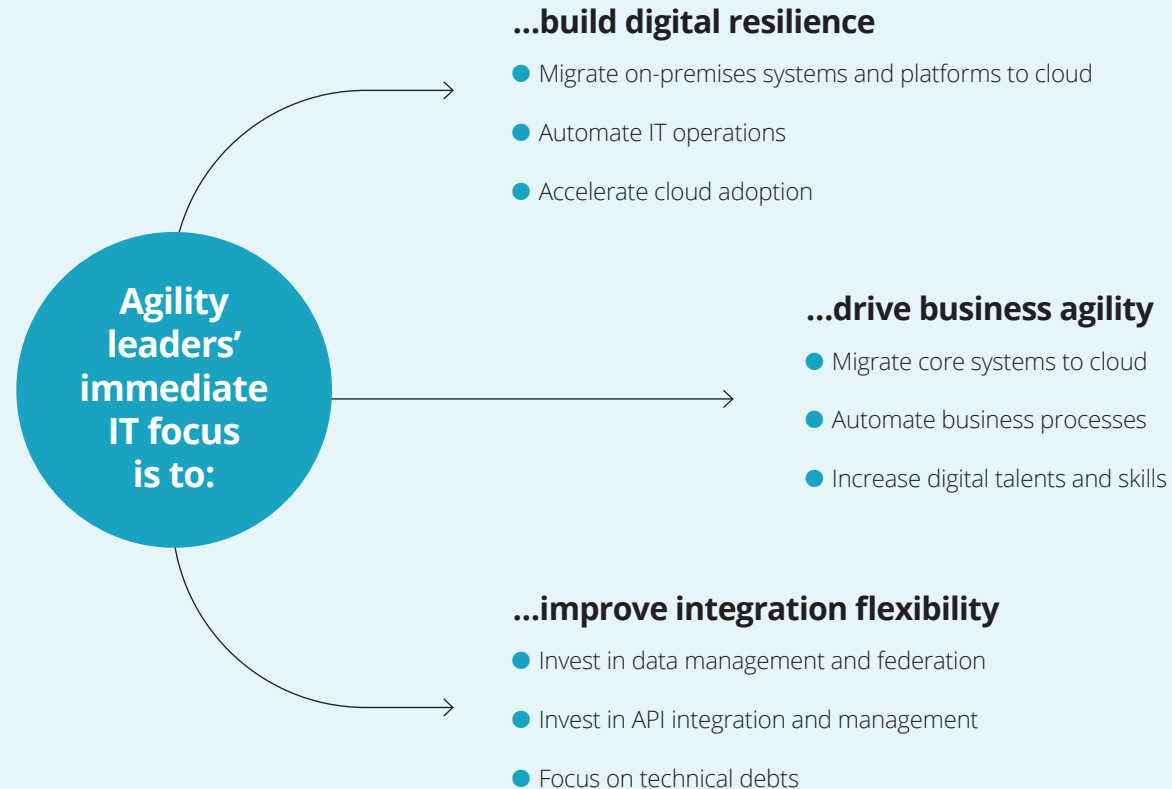 ...build digital resilience
Migrate on-premises systems and platforms to cloud
Automate IT operations
Accelerate cloud adoption
Agility
leaders’
immediate
IT focus
is to:
...drive business agility
Migrate core systems to cloud
Automate business processes
Increase digital talents and skills
...improve integration flexibility
Invest in data management and federation
Invest in API integration and management
Focus on technical debts